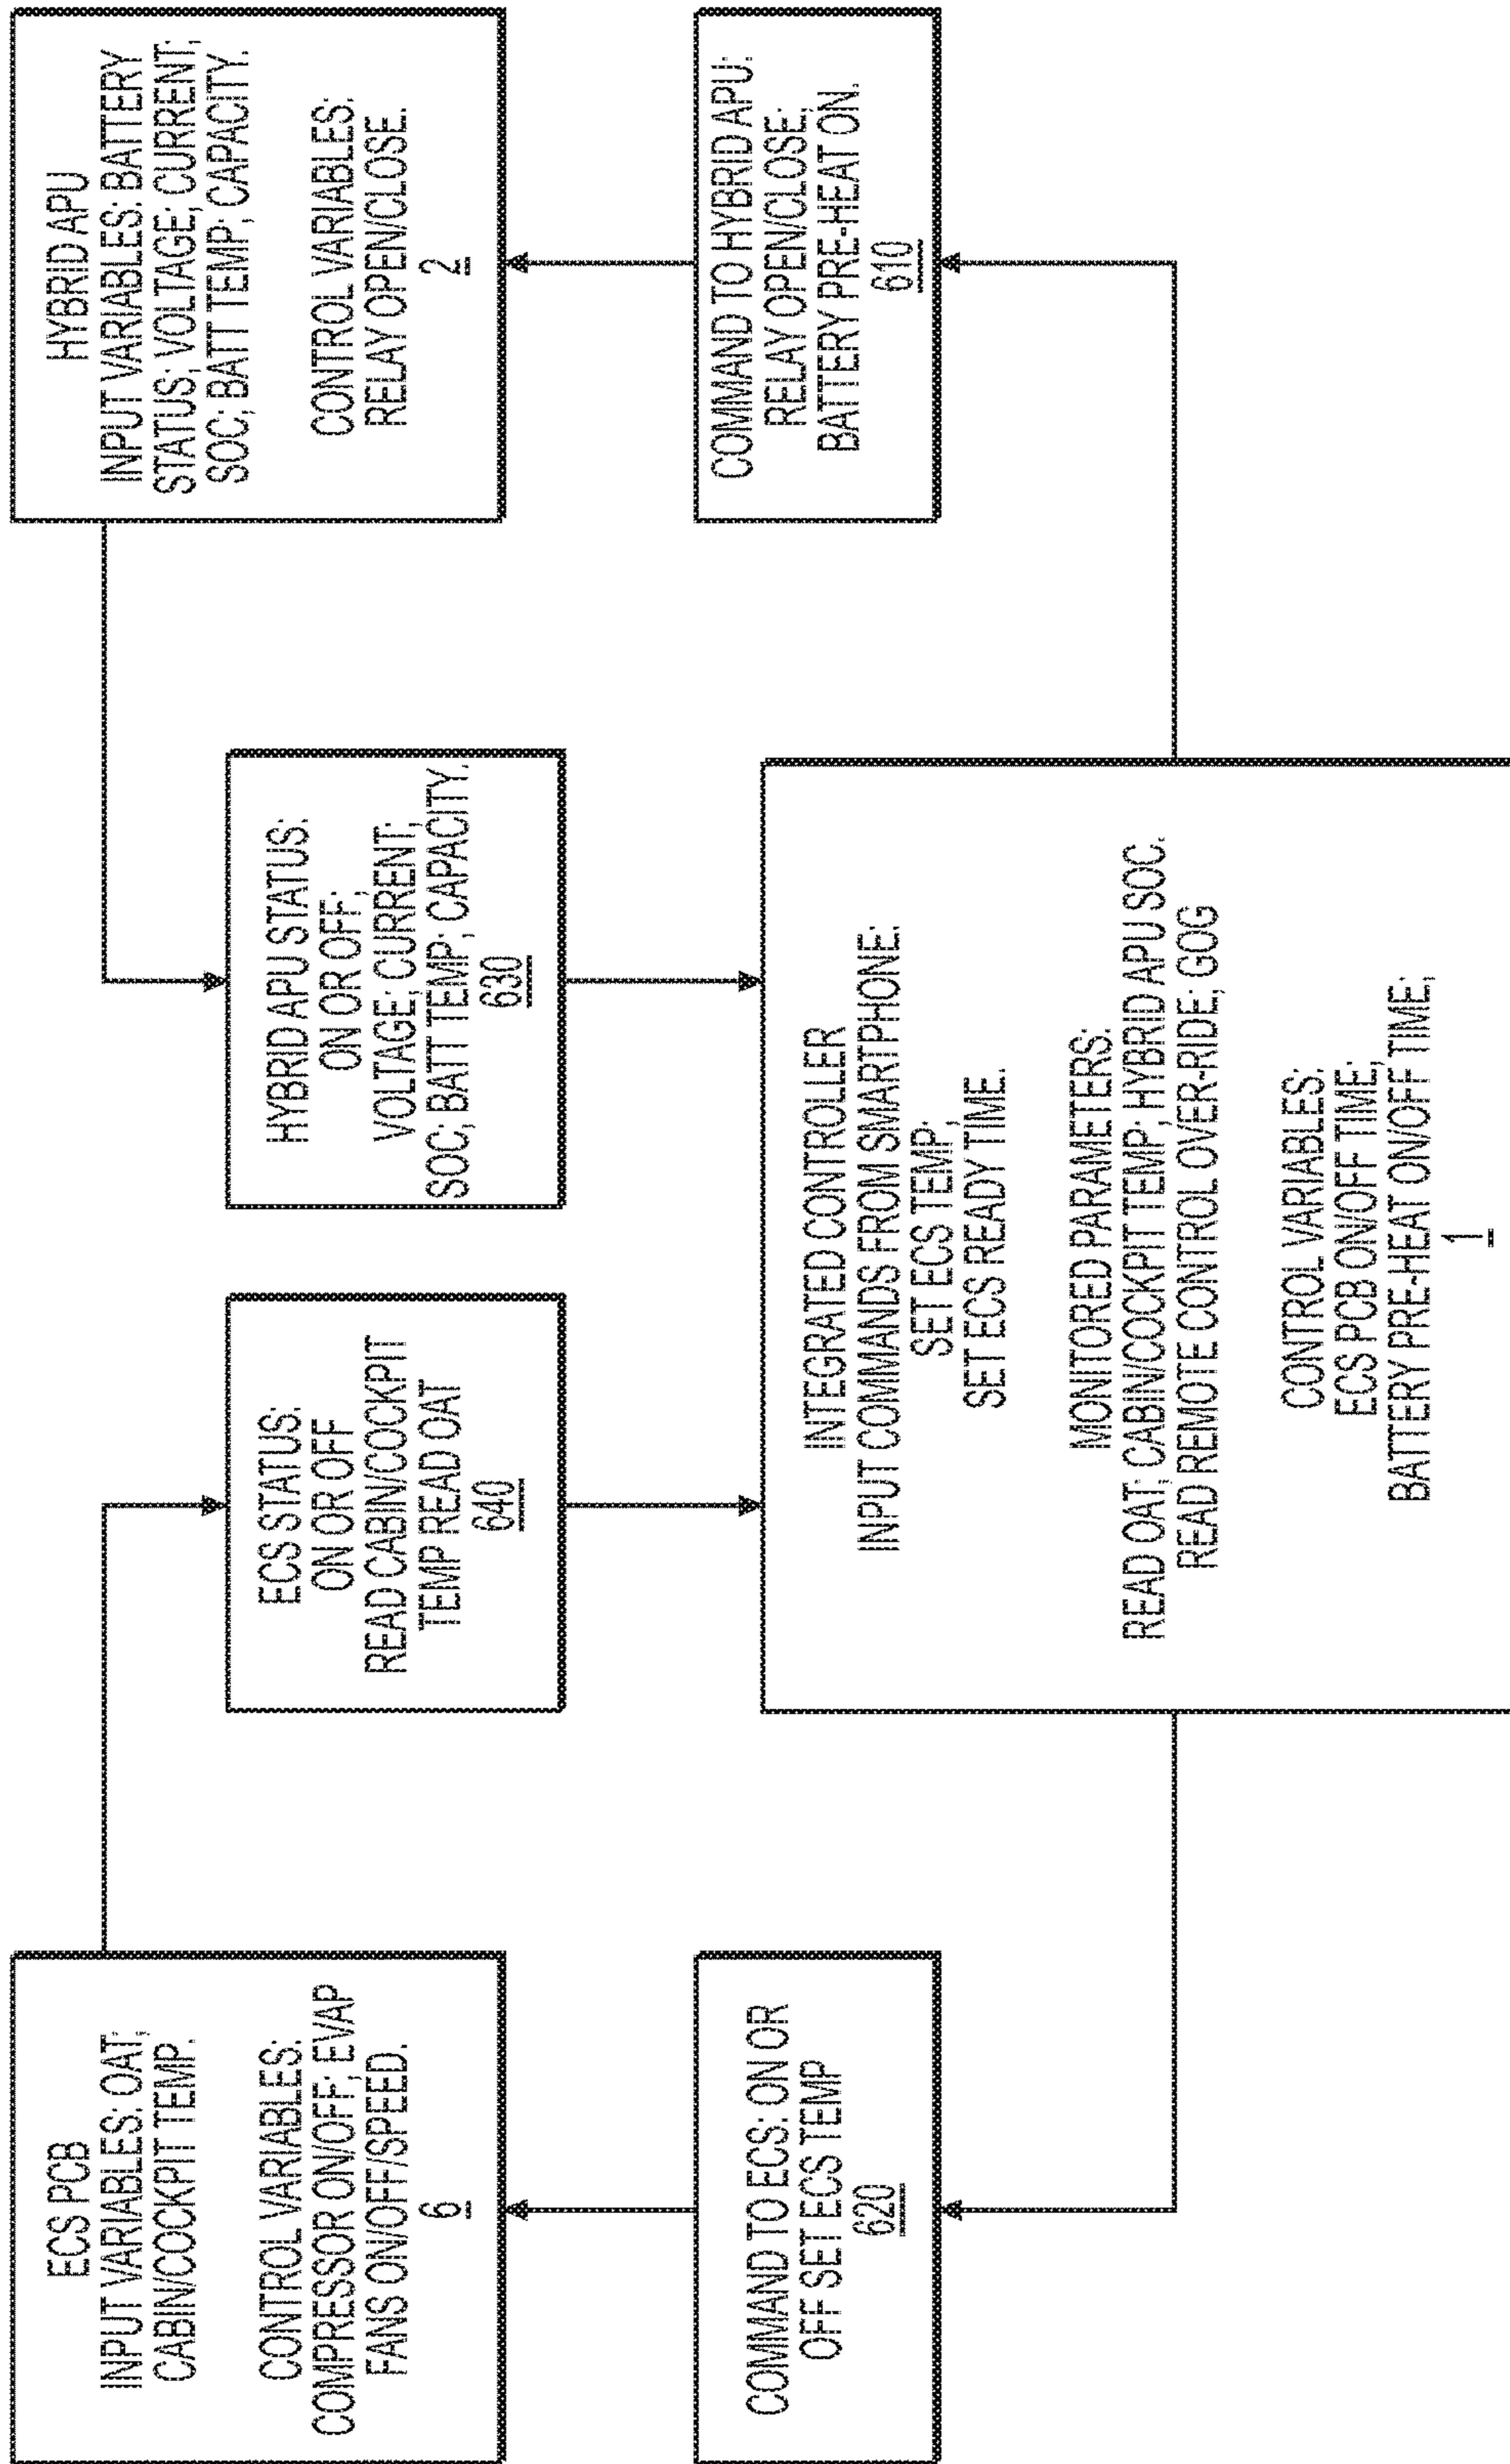 ECS PCB
INPUT VARIABLES: OAT;
CABIN/COCKPIT TEMP.
CONTROL VARIABLES:
COMPRESSOR ON/OFF; EVAP
FANS ON/OFF/SPEED.
6
ECS STATUS:
ON OR OFF
READ CABIN/COCKPIT
TEMP READ OAT
640
HYBRID APU STATUS:
ON OR OFF;
VOLTAGE; CURRENT;
SOC; BATT TEMP; CAPACITY.
630
HYBRID APU
INPUT VARIABLES: BATTERY
STATUS; VOLTAGE; CURRENT;
SOC; BATT TEMP; CAPACITY.
CONTROL VARIABLES:
RELAY OPEN/CLOSE.
2
COMMAND TO ECS: ON OR
OFF SET ECS TEMP
620
COMMAND TO HYBRID APU:
RELAY OPEN/CLOSE;
BATTERY PRE-HEAT ON.
610
INTEGRATED CONTROLLER
INPUT COMMANDS FROM SMARTPHONE:
SET ECS TEMP;
SET ECS READY TIME.
MONITORED PARAMETERS:
READ OAT; CABIN/COCKPIT TEMP; HYBRID APU SOC.
READ REMOTE CONTROL OVER-RIDE; GOG
CONTROL VARIABLES:
ECS PCB ON/OFF TIME;
BATTERY PRE-HEAT ON/OFF TIME;
1